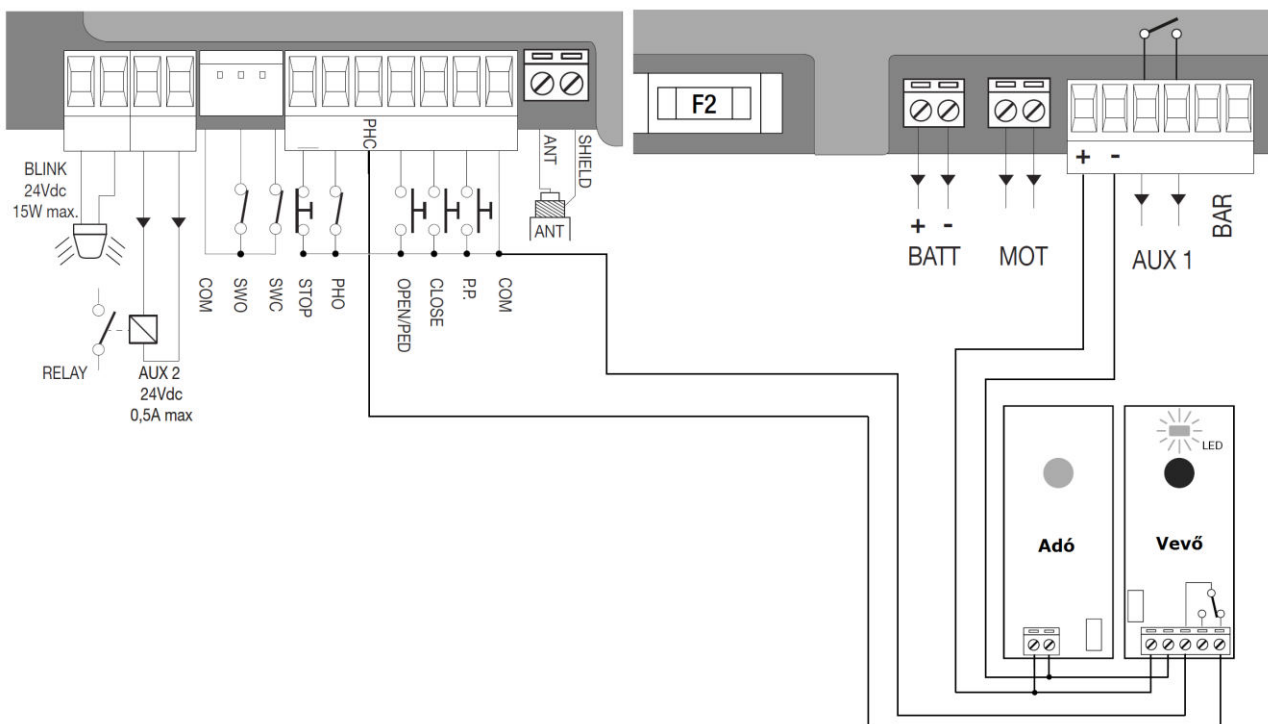 F2
PHC
ANT
SHIELD
BLINK
24Vdc
15W max.
ANT
+ -
+ -
BATT
MOT
AUX 1
BAR
COM
SWO
SWC
STOP
PHO
OPEN/PED
CLOSE
P.P.
COM
RELAY
AUX 2
24Vdc
0,5A max
LED
Adó
Vevő